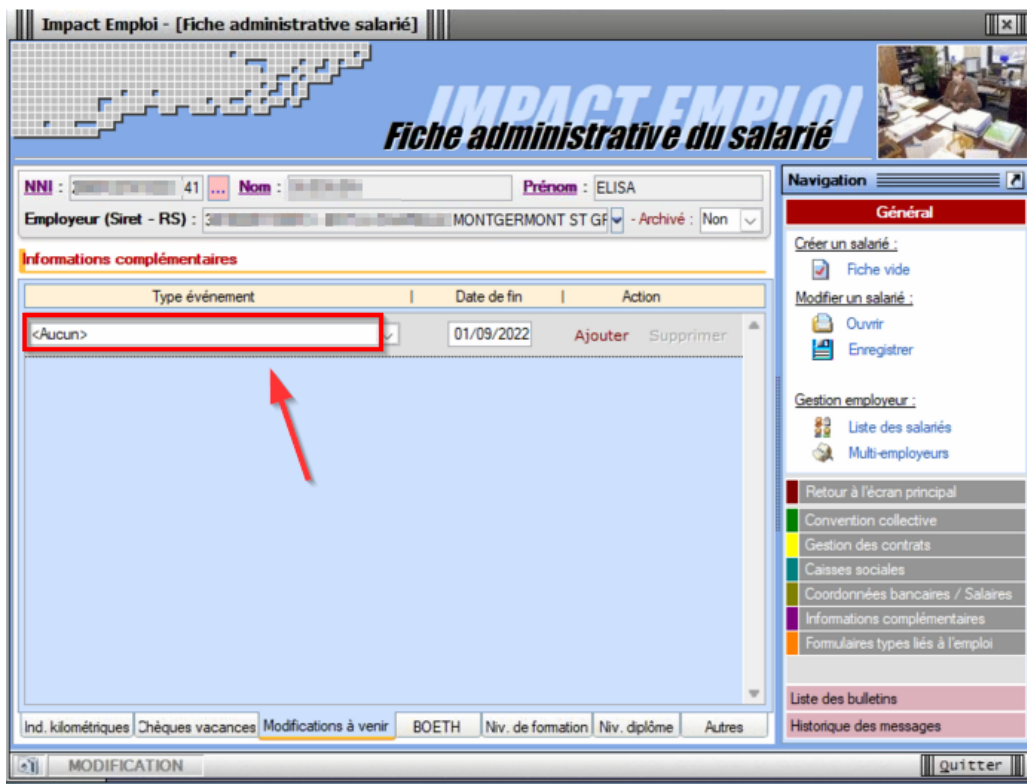 Impact Emploi - [Fiche administrative salarié]
IMPACT EMPLOI
Fiche administrative du salarié
NNI : 41 ... Nom : Prénom : ELISA
Employeur (Siret - RS) : 3 MONTGERMONT ST GF - Archivé : Non
Informations complémentaires
Type événement | Date de fin | Action
<Aucun> 01/09/2022 Ajouter Supprimer
Ind. kilométriques Chèques vacances Modifications à venir BOETH Niv. de formation Niv. diplôme Autres
Navigation
Général
Créer un salarié :
Fiche vide
Modifier un salarié :
Ouvrir
Enregistrer
Gestion employeur :
Liste des salariés
Multi-employeurs
Retour à l'écran principal
Convention collective
Gestion des contrats
Caisses sociales
Coordonnées bancaires / Salaires
Informations complémentaires
Formulaires types liés à l'emploi
Liste des bulletins
Historique des messages
MODIFICATION Quitter